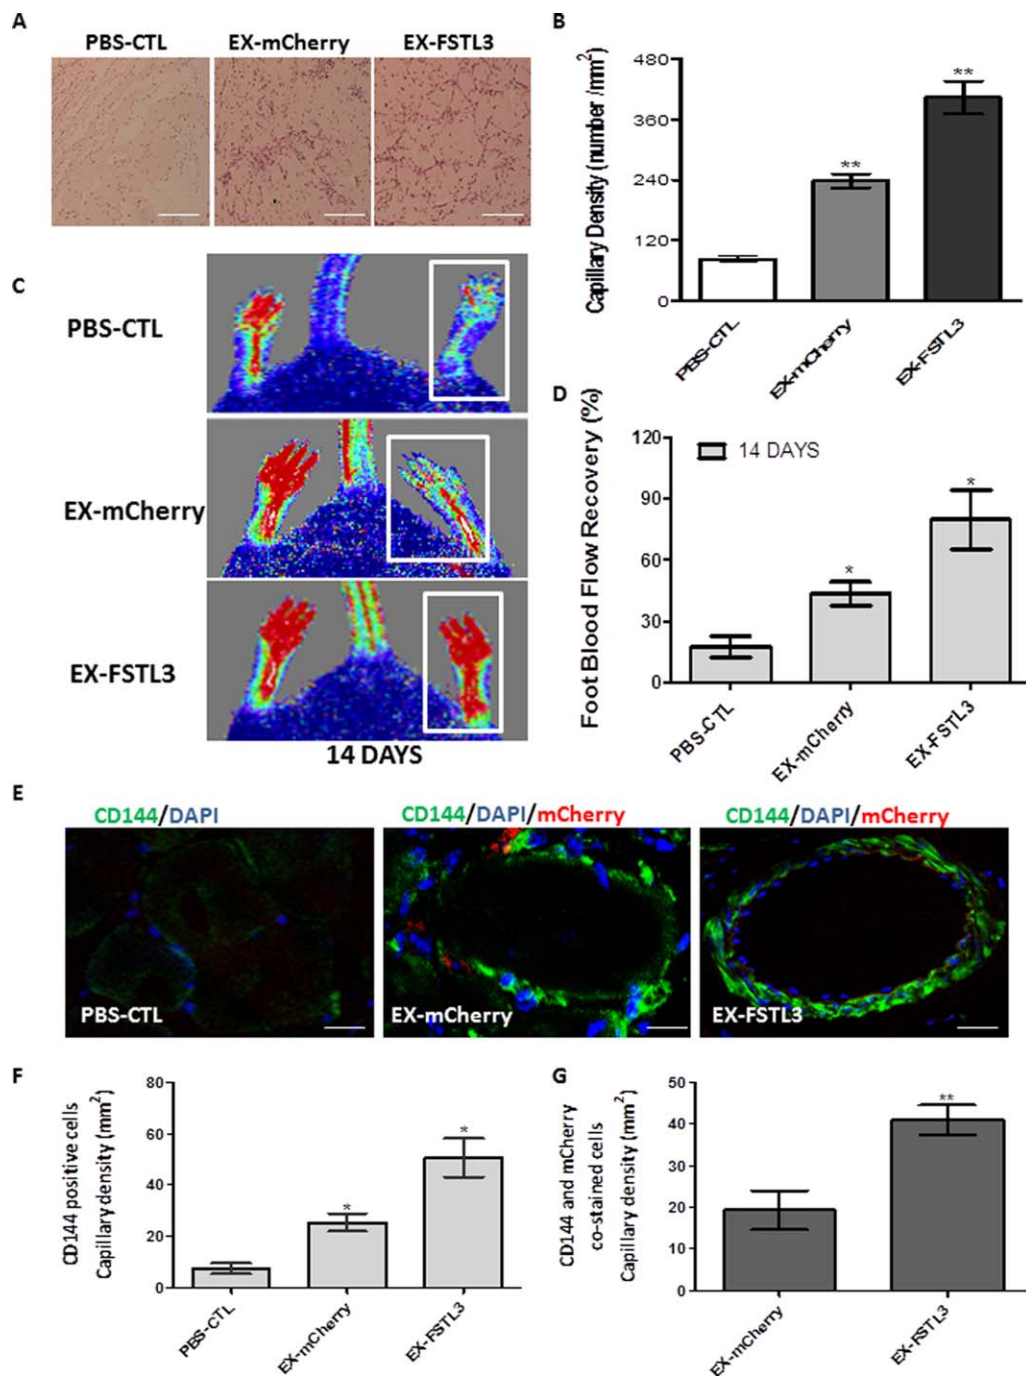 A
PBS-CTL EX-mCherry EX-FSTL3
B
Capillary Density (number /mm²)
480
360
240
120
0
**
**
PBS-CTL
EX-mCherry
EX-FSTL3
C
PBS-CTL
EX-mCherry
EX-FSTL3
14 DAYS
D
Foot Blood Flow Recovery (%)
120
90
60
30
0
14 DAYS
*
*
PBS-CTL
EX-mCherry
EX-FSTL3
E
CD144/DAPI
CD144/DAPI/mCherry
CD144/DAPI/mCherry
PBS-CTL
EX-mCherry
EX-FSTL3
F
CD144 positive cells
Capillary density (mm²)
80
60
40
20
0
*
*
PBS-CTL
EX-mCherry
EX-FSTL3
G
CD144 and mCherry
co-stained cells
Capillary density (mm²)
50
40
30
20
10
0
**
EX-mCherry
EX-FSTL3